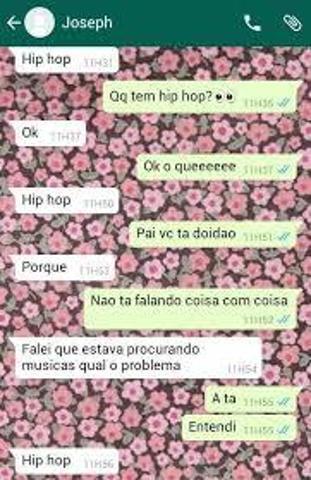 Joseph
Hip hop 11H31
Qq tem hip hop?👀 11H36
Ok 11H37
Ok o queeeeee 11H37
Hip hop 11H50
Pai vc ta doidao 11H51
Porque 11H53
Nao ta falando coisa com coisa
11H52
Falei que estava procurando
musicas qual o problema 11H54
A ta 11H55
Entendi 11H55
Hip hop 11H56